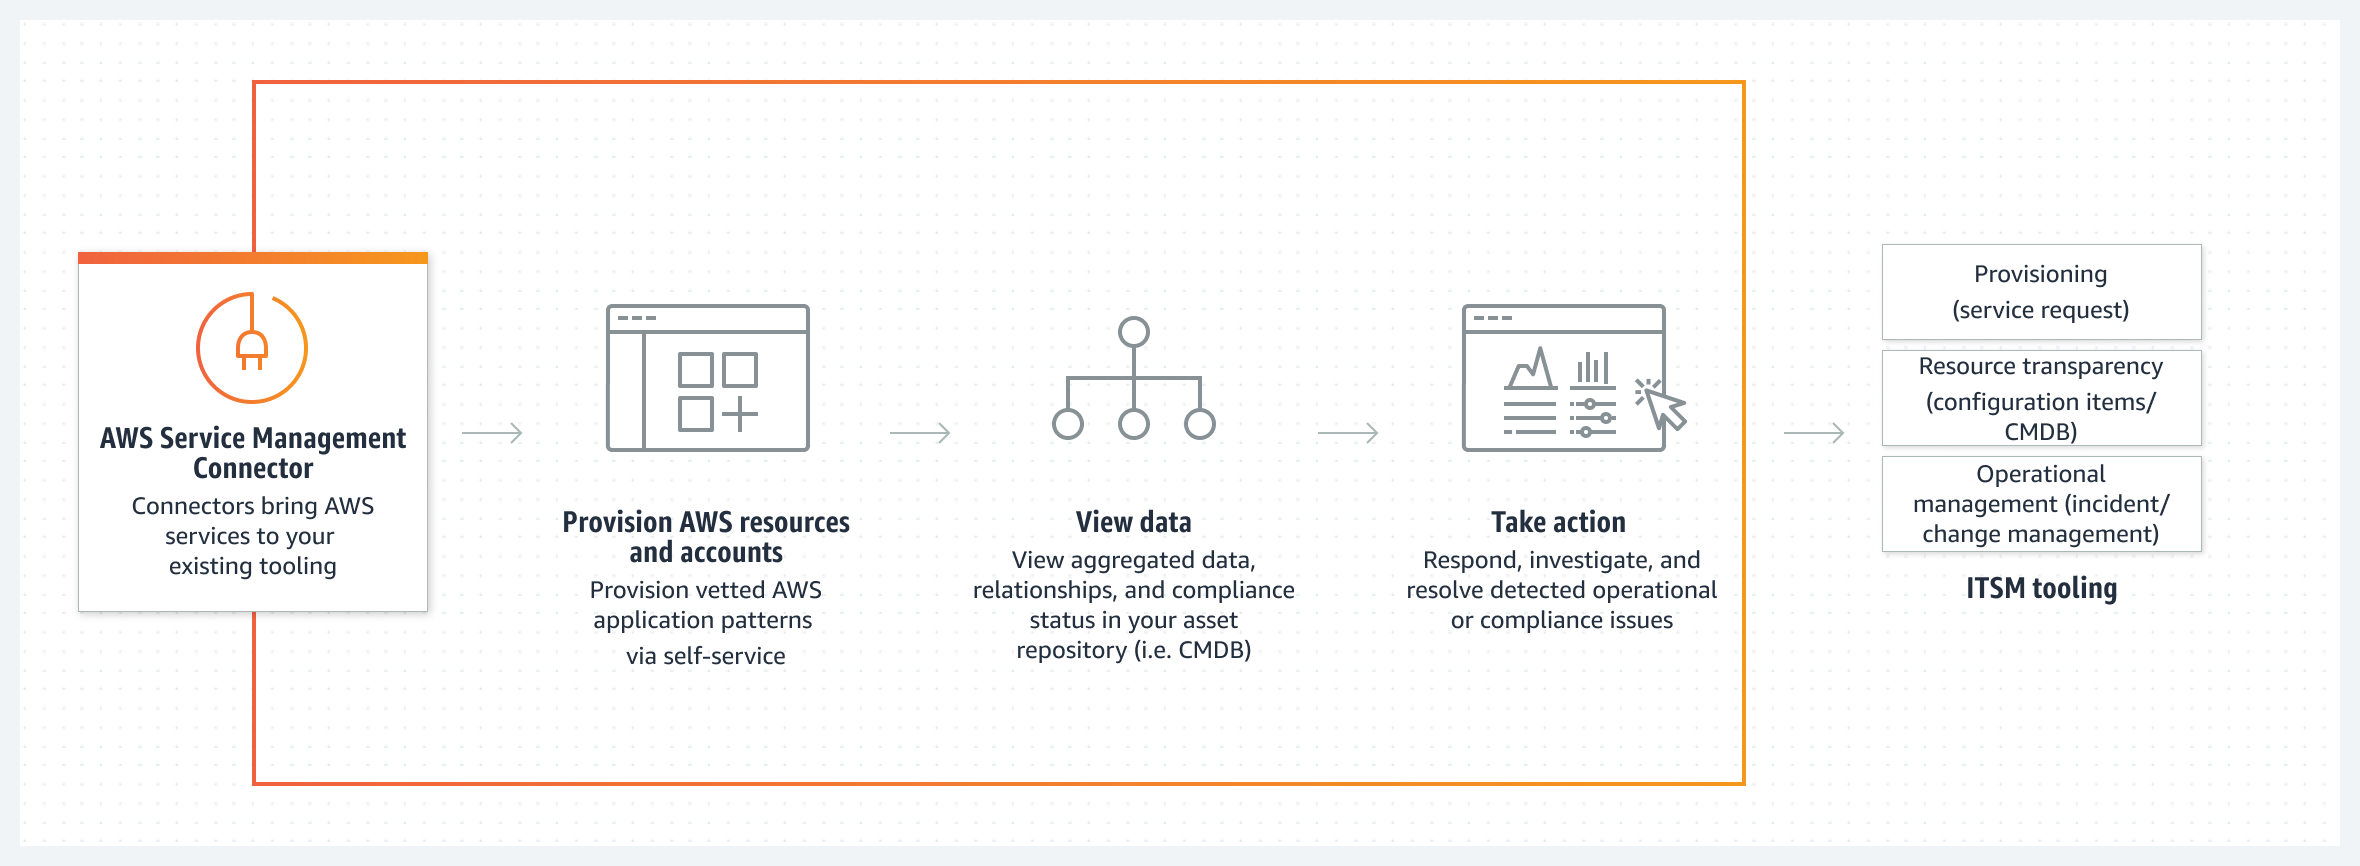 AWS Service Management
Connector
Connectors bring AWS
services to your
existing tooling
Provision AWS resources
and accounts
Provision vetted AWS
application patterns
via self-service
View data
View aggregated data,
relationships, and compliance
status in your asset
repository (i.e. CMDB)
Take action
Respond, investigate, and
resolve detected operational
or compliance issues
Provisioning
(service request)
Resource transparency
(configuration items/
CMDB)
Operational
management (incident/
change management)
ITSM tooling